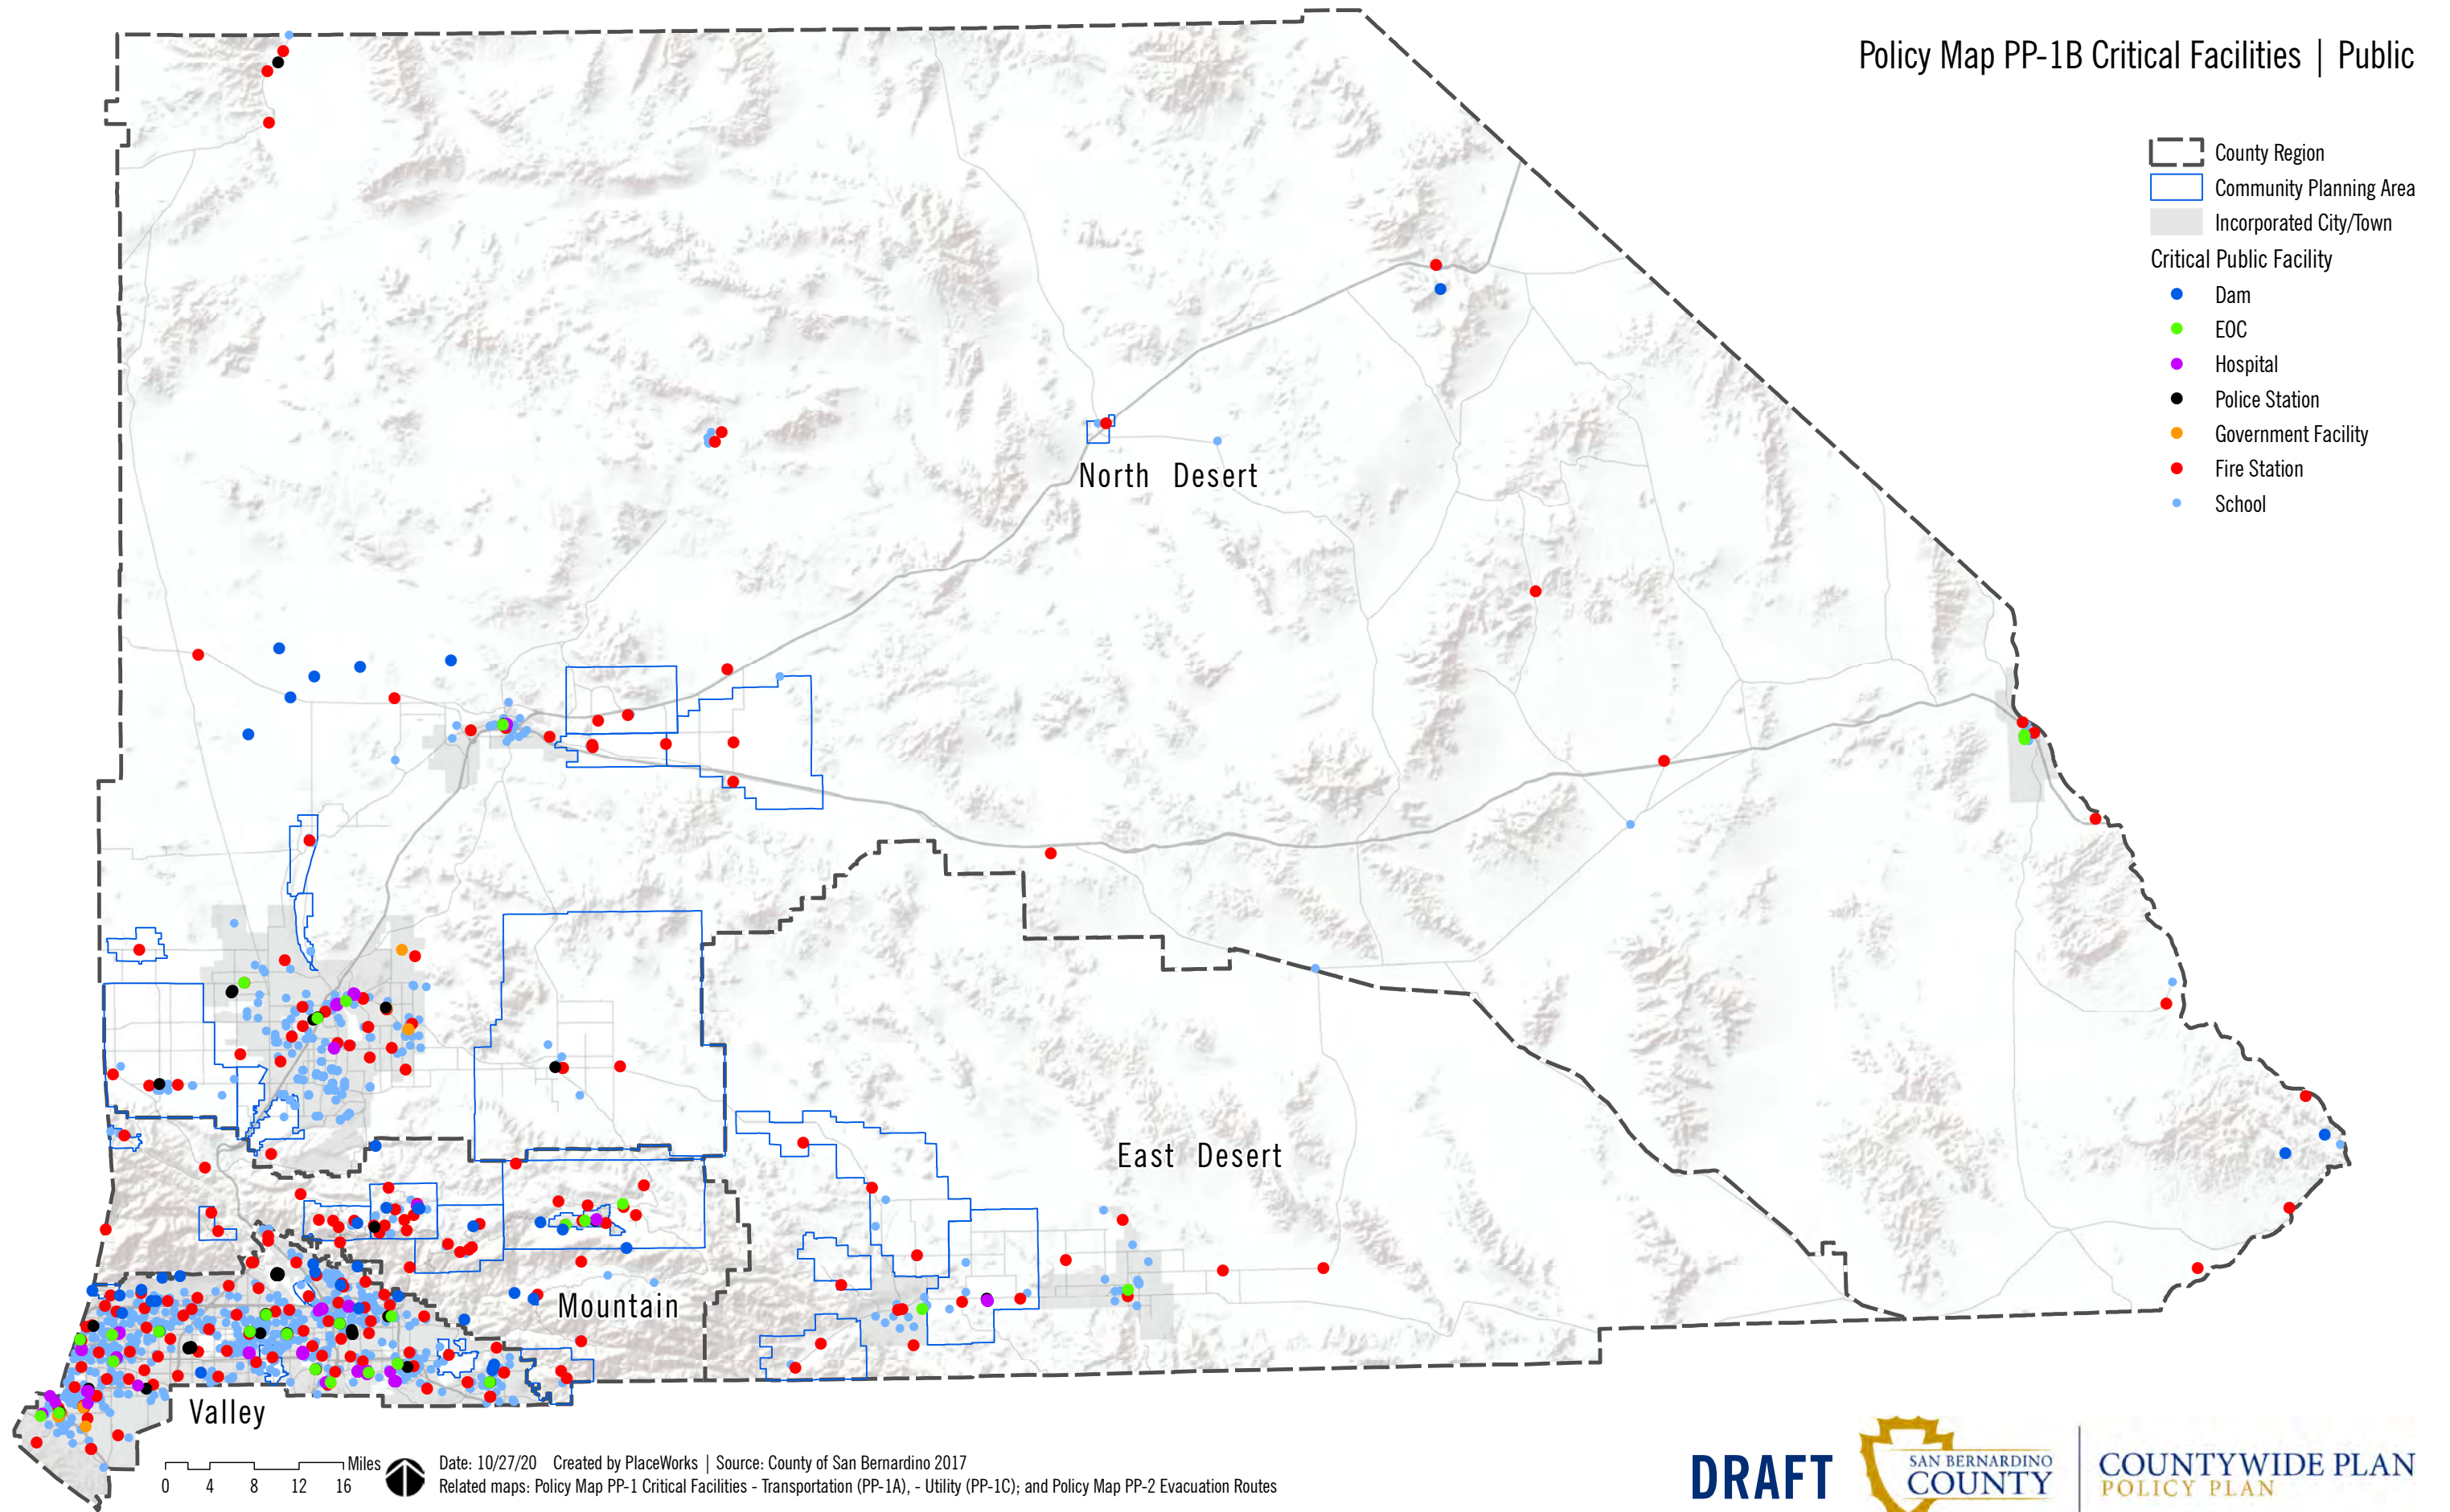 Policy Map PP-1B Critical Facilities | Public
County Region
Community Planning Area
Incorporated City/Town
Critical Public Facility
Dam
EOC
Hospital
Police Station
Government Facility
Fire Station
School
North Desert
East Desert
Mountain
Valley
Miles
0 4 8 12 16
Date: 10/27/20 Created by PlaceWorks | Source: County of San Bernardino 2017
Related maps: Policy Map PP-1 Critical Facilities - Transportation (PP-1A), - Utility (PP-1C); and Policy Map PP-2 Evacuation Routes
DRAFT
SAN BERNARDINO
COUNTY
COUNTYWIDE PLAN
POLICY PLAN